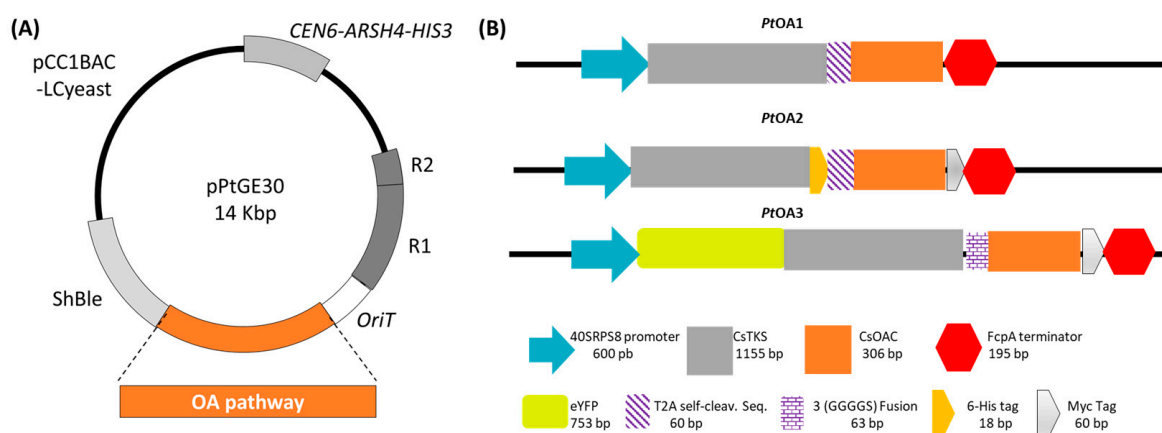 (A)
CEN6-ARSH4-HIS3
pCC1BAC
-LCyeast
R2
pPtGE30
14 Kbp
R1
ShBle
OriT
OA pathway
(B)
PtOA1
PtOA2
PtOA3
40SRPS8 promoter
600 pb
CsTKS
1155 bp
CsOAC
306 bp
FcpA terminator
195 bp
eYFP
753 bp
T2A self-cleav. Seq.
60 bp
3 (GGGGS) Fusion
63 bp
6-His tag
18 bp
Myc Tag
60 bp